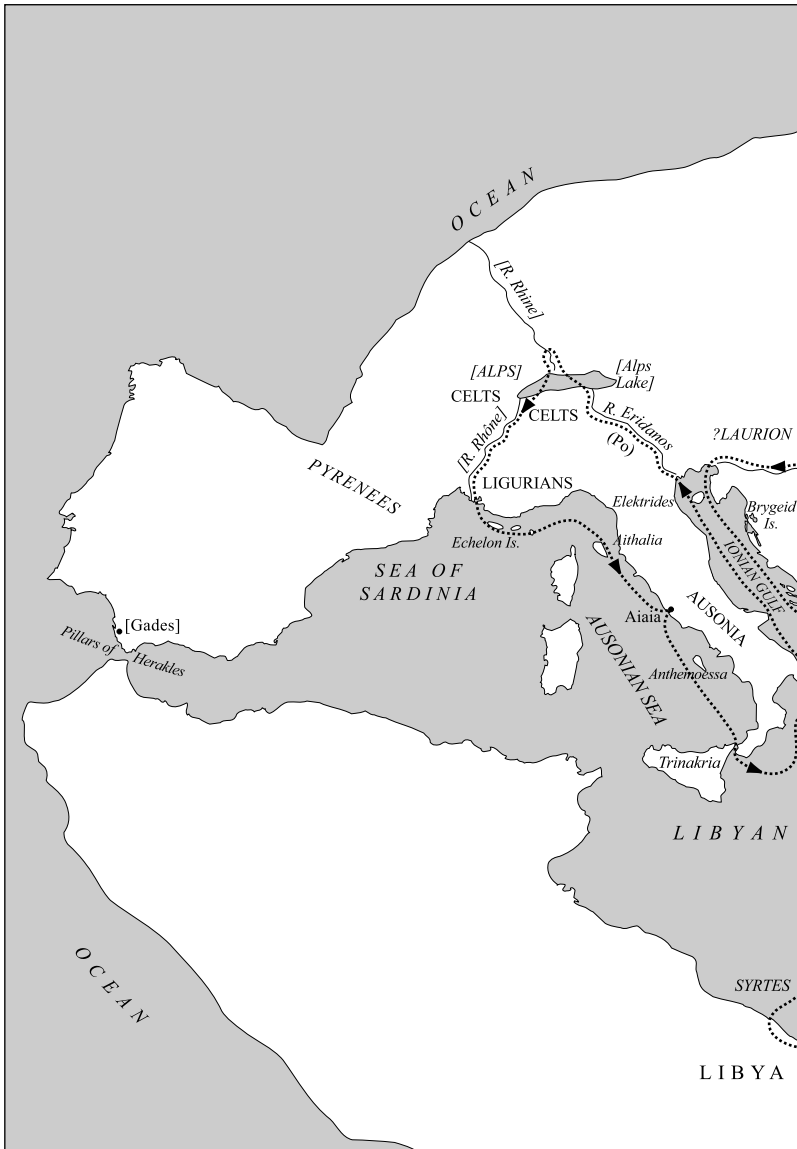 OCEAN
[R. Rhine]
[ALPS]
[Alps
Lake]
CELTS
CELTS
R. Eridanos
(Po)
[R. Rhône]
?LAURION
PYRENEES
LIGURIANS
Elektrides
Brygeid
Is.
Echelon Is.
Aithalia
IONIAN GULF
SEA OF
SARDINIA
AUSONIA
Aiaia
[Gades]
Pillars of
Herakles
AUSONIAN SEA
Anthemoessa
Trinakria
LIBYAN
OCEAN
SYRTES
LIBYA